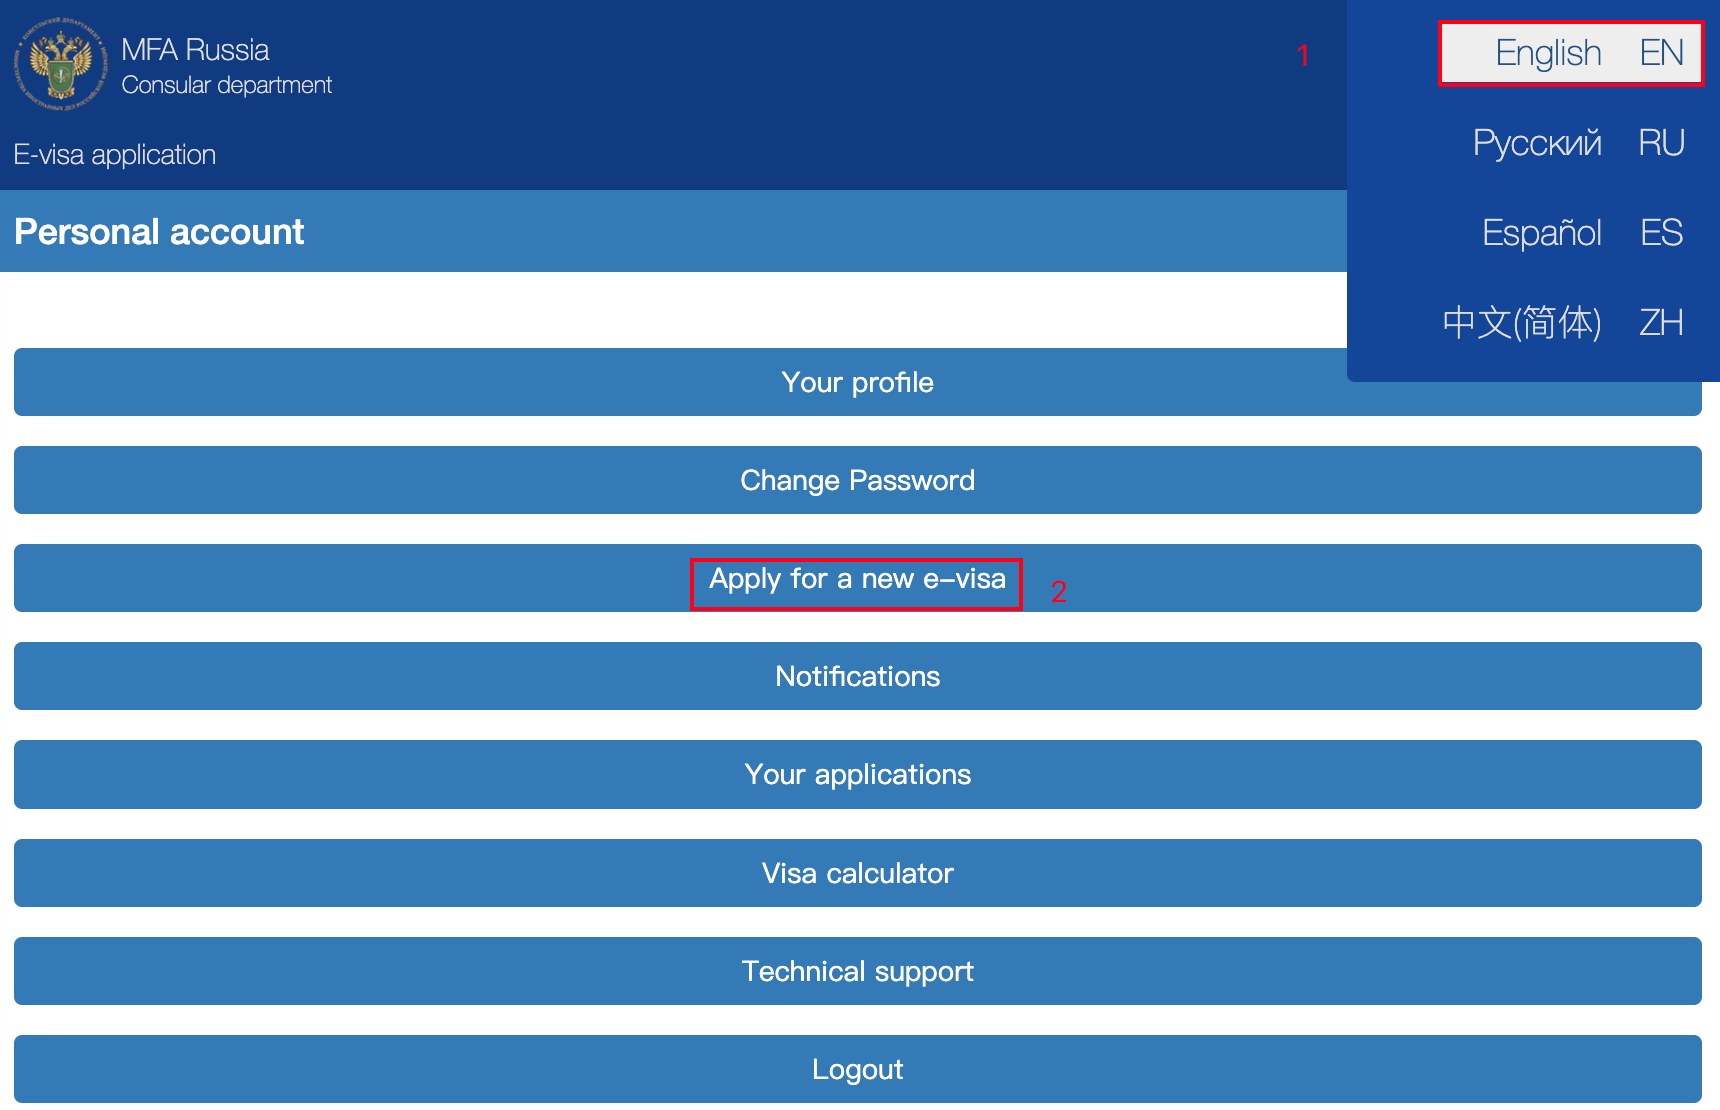 MFA Russia
Consular department
E-visa application
1
English EN
Русский RU
Español ES
中文(简体) ZH
Personal account
Your profile
Change Password
Apply for a new e-visa 2
Notifications
Your applications
Visa calculator
Technical support
Logout